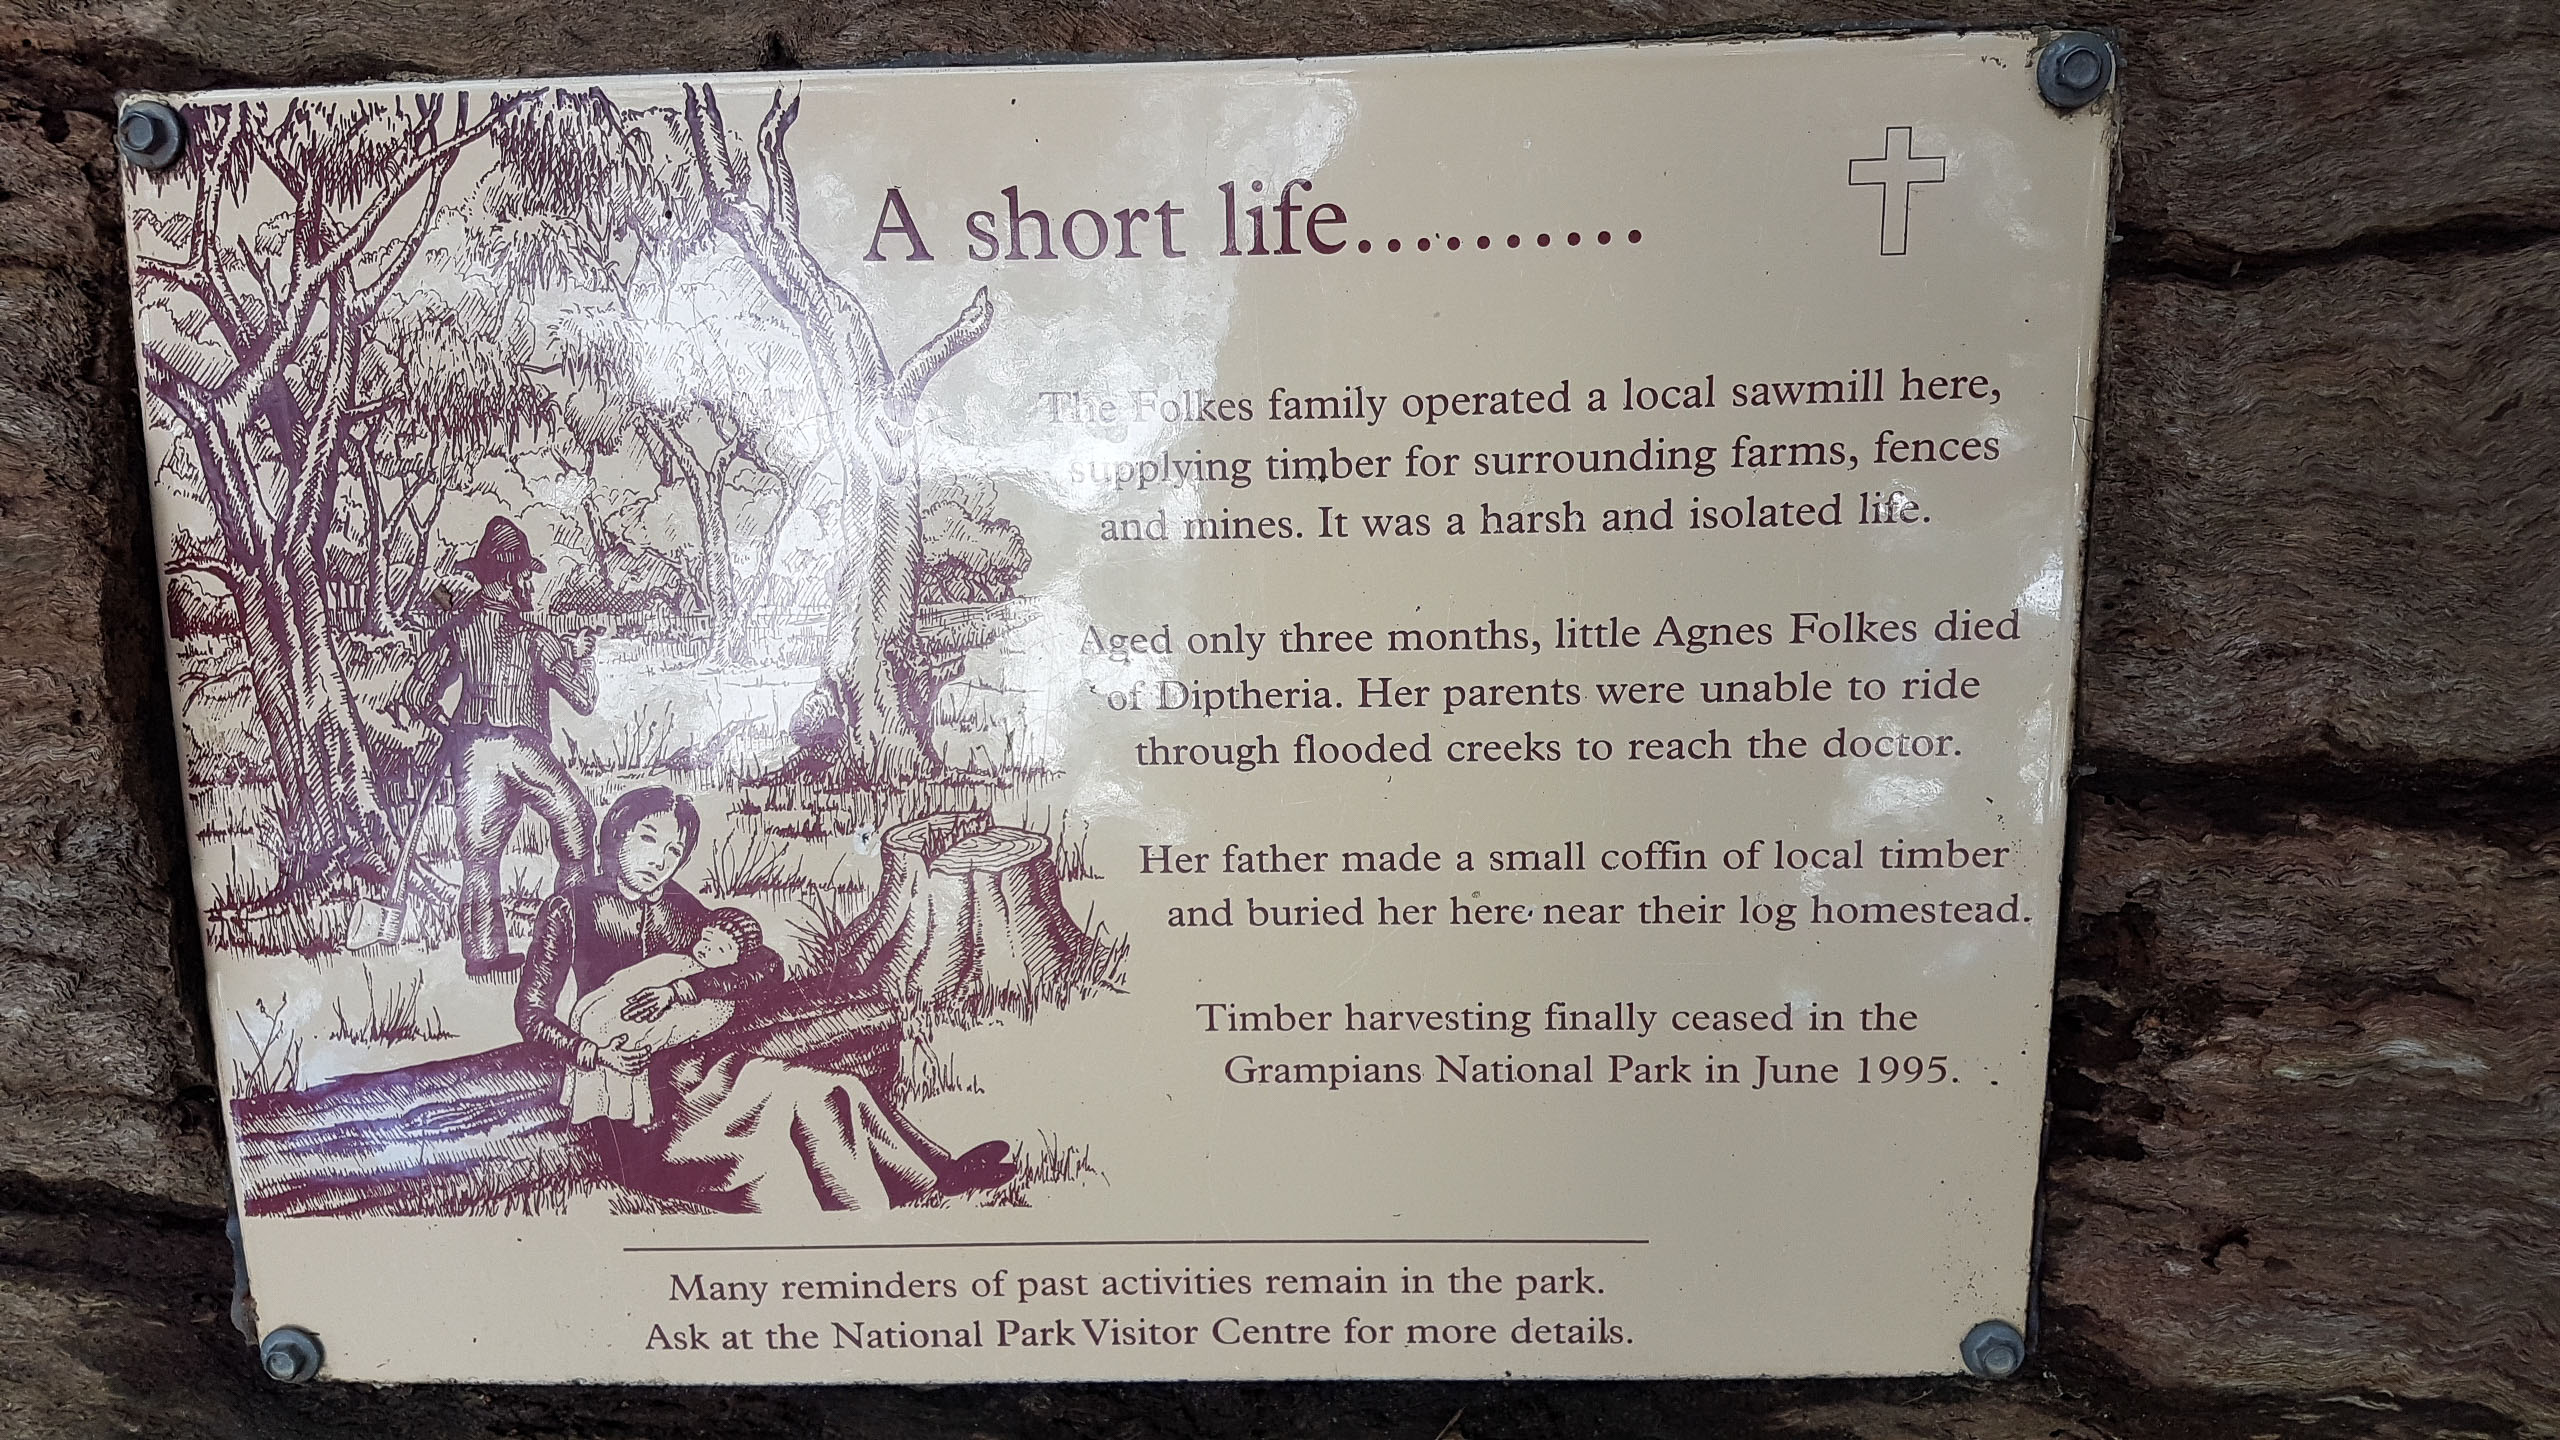 A short life..........
The Folkes family operated a local sawmill here,
supplying timber for surrounding farms, fences
and mines. It was a harsh and isolated life.
Aged only three months, little Agnes Folkes died
of Diptheria. Her parents were unable to ride
through flooded creeks to reach the doctor.
Her father made a small coffin of local timber
and buried her here near their log homestead.
Timber harvesting finally ceased in the
Grampians National Park in June 1995.
Many reminders of past activities remain in the park.
Ask at the National Park Visitor Centre for more details.